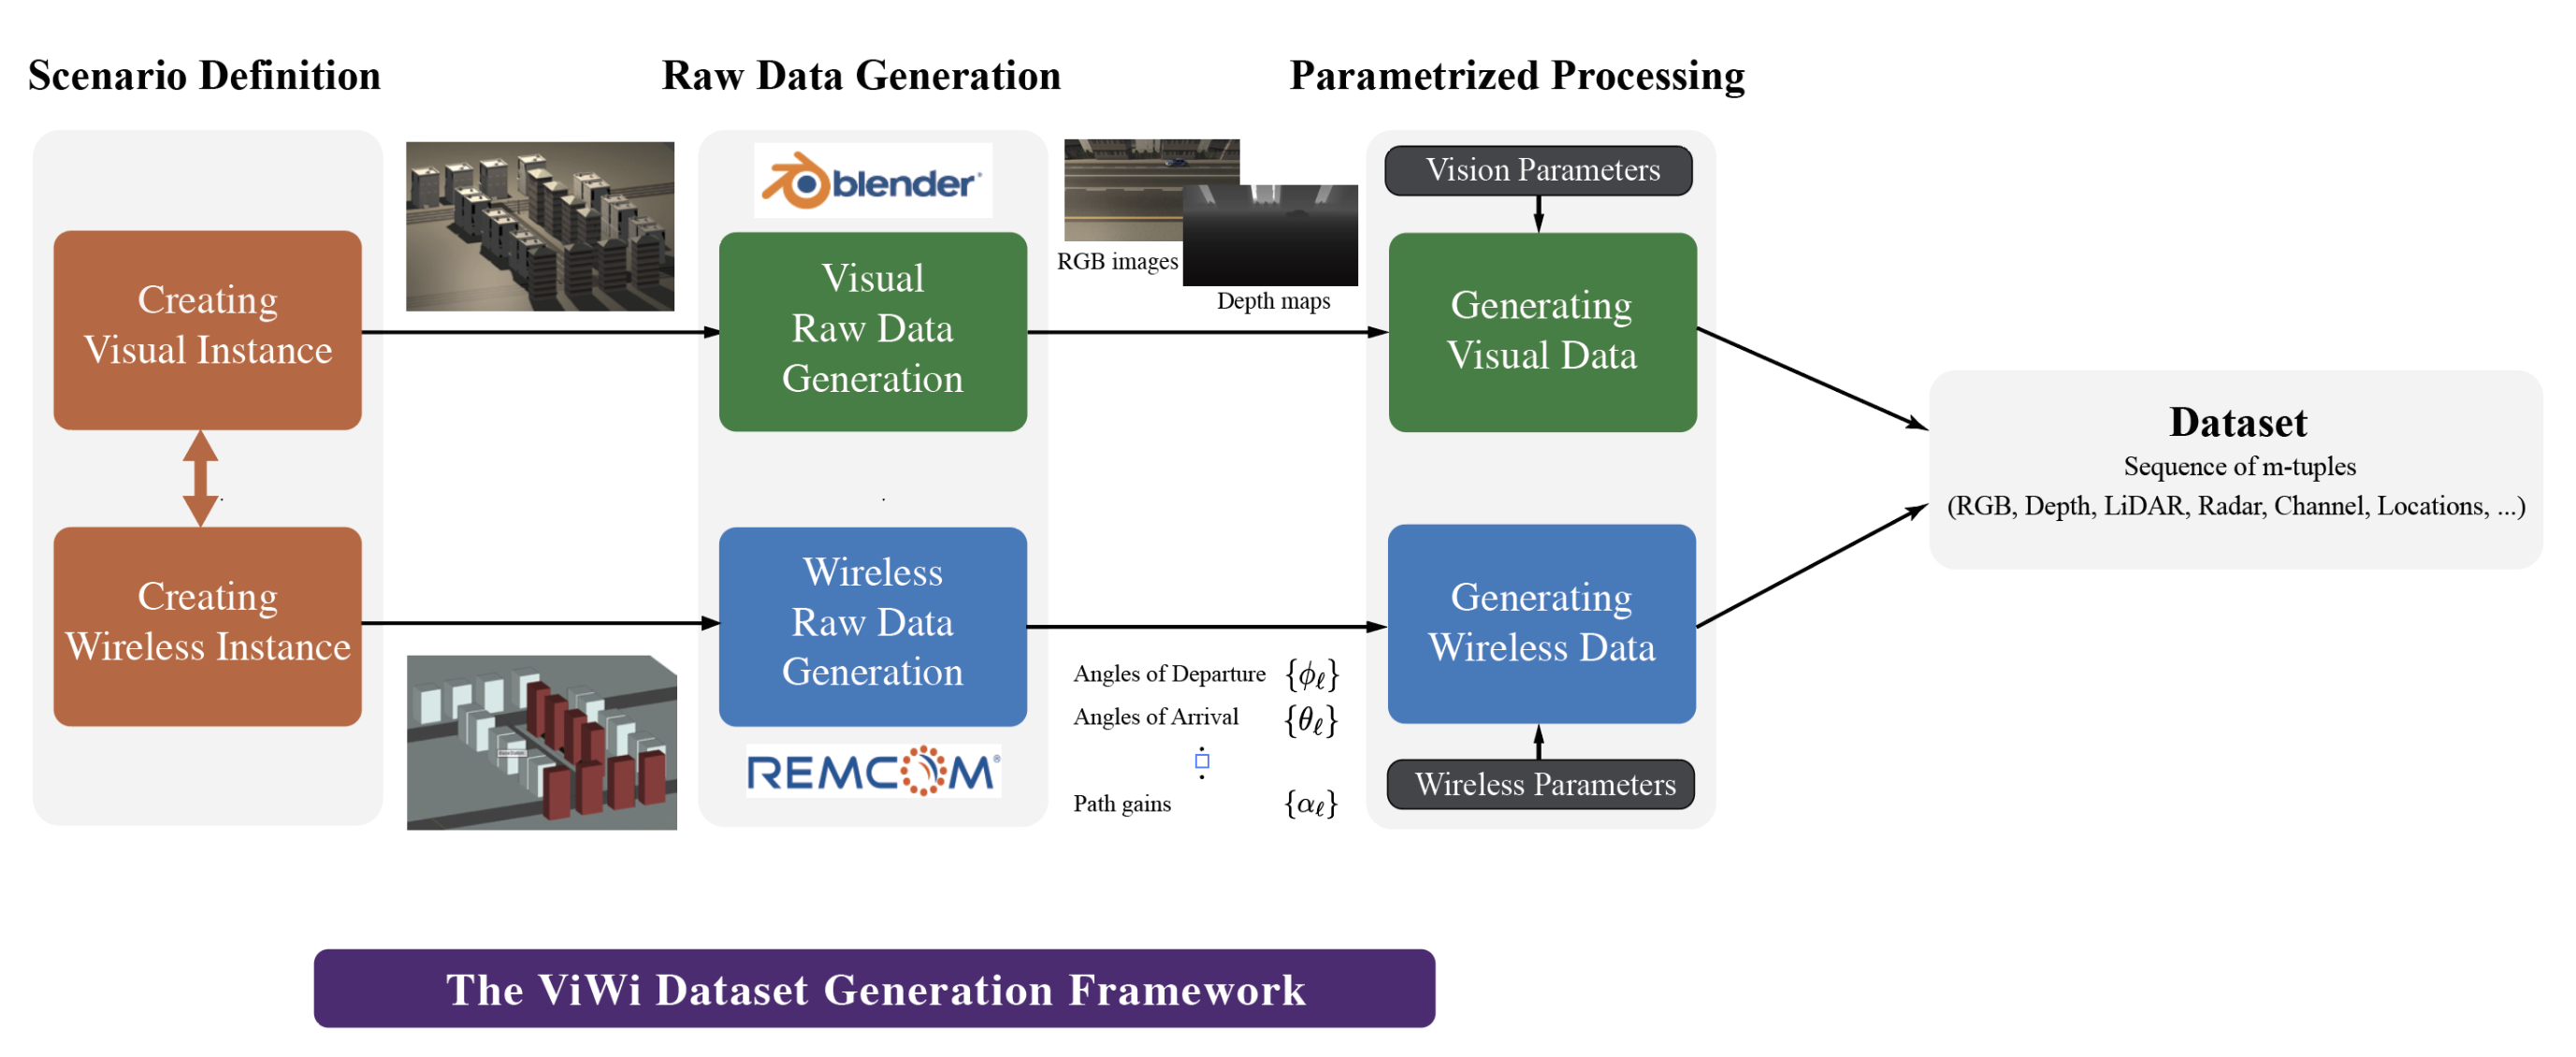 Scenario Definition
Raw Data Generation
Parametrized Processing
Creating
Visual Instance
Creating
Wireless Instance
blender
Visual
Raw Data
Generation
Wireless
Raw Data
Generation
REMCOM
RGB images
Depth maps
Angles of Departure {ϕℓ}
Angles of Arrival {θℓ}
Path gains {αℓ}
Vision Parameters
Generating
Visual Data
Generating
Wireless Data
Wireless Parameters
Dataset
Sequence of m-tuples
(RGB, Depth, LiDAR, Radar, Channel, Locations, ...)
The ViWi Dataset Generation Framework